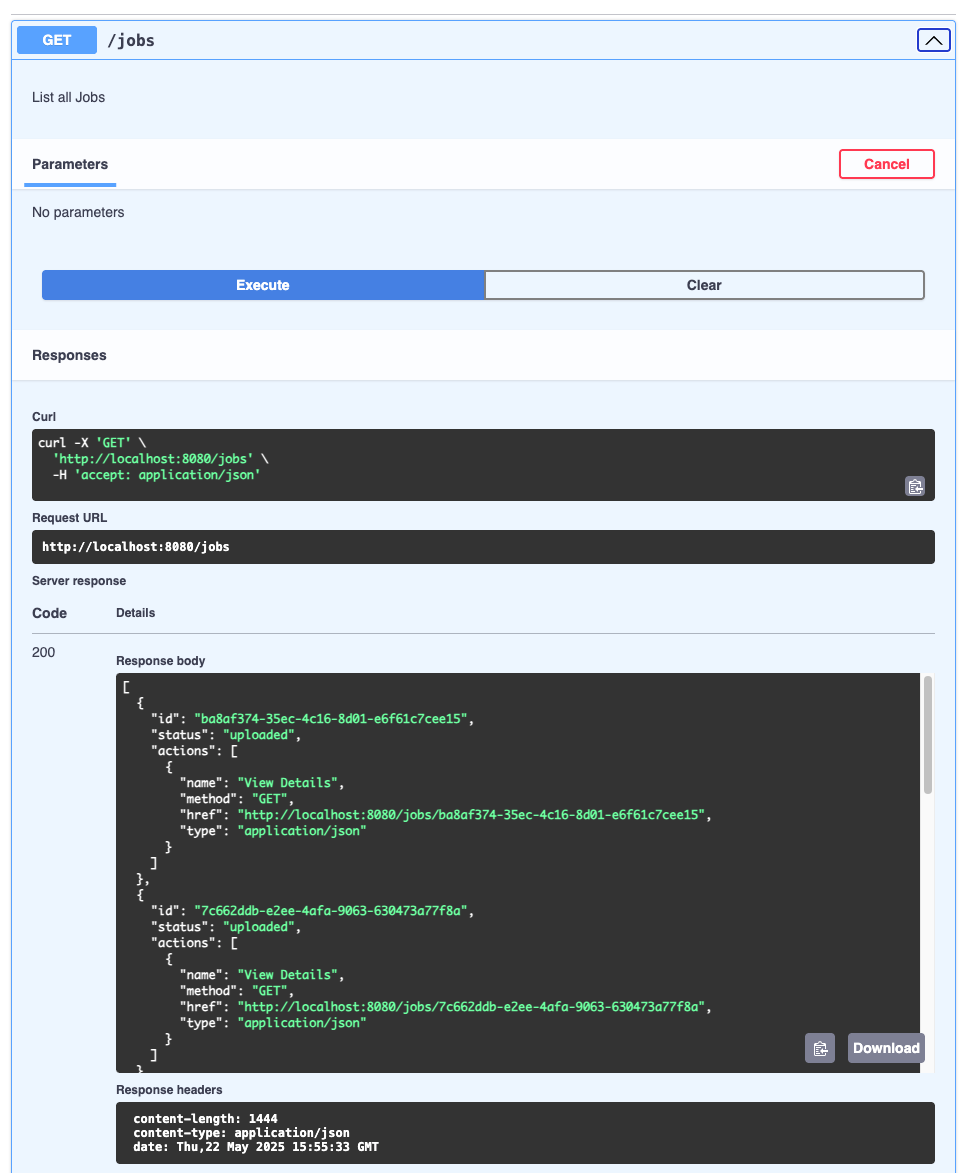 GET /jobs
List all Jobs
Parameters
Cancel
No parameters
Execute
Clear
Responses
Curl
curl -X 'GET' \
  'http://localhost:8080/jobs' \
  -H 'accept: application/json'
Request URL
http://localhost:8080/jobs
Server response
Code Details
200
Response body
[
  {
    "id": "ba8af374-35ec-4c16-8d01-e6f61c7cee15",
    "status": "uploaded",
    "actions": [
      {
        "name": "View Details",
        "method": "GET",
        "href": "http://localhost:8080/jobs/ba8af374-35ec-4c16-8d01-e6f61c7cee15",
        "type": "application/json"
      }
    ]
  },
  {
    "id": "7c662ddb-e2ee-4afa-9063-630473a77f8a",
    "status": "uploaded",
    "actions": [
      {
        "name": "View Details",
        "method": "GET",
        "href": "http://localhost:8080/jobs/7c662ddb-e2ee-4afa-9063-630473a77f8a",
        "type": "application/json"
      }
    ]
  }
Download
Response headers
content-length: 1444
content-type: application/json
date: Thu,22 May 2025 15:55:33 GMT